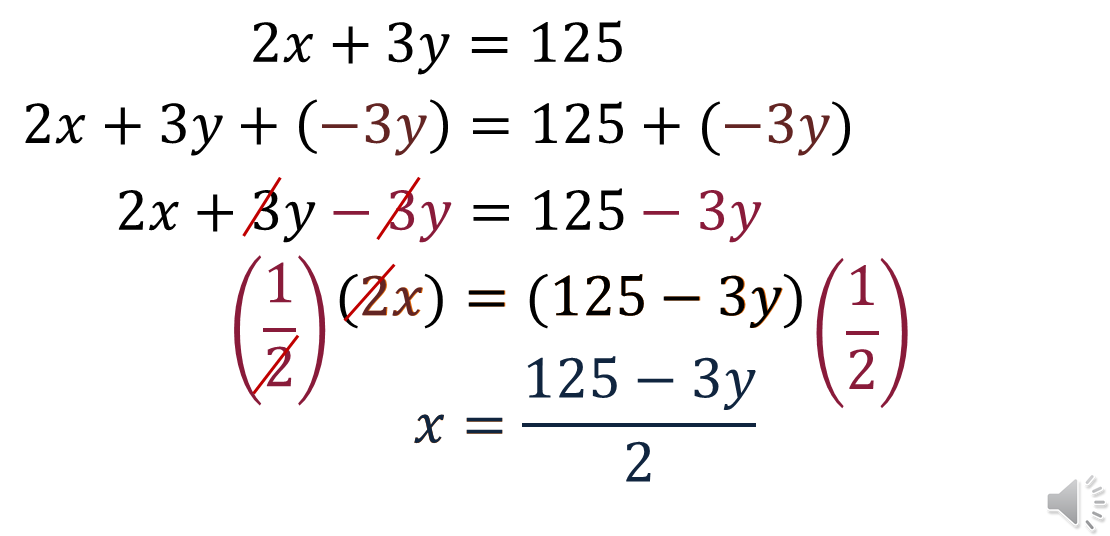 2x + 3y = 125
2x + 3y + (−3y) = 125 + (−3y)
2x + 3y − 3y = 125 − 3y
(1/2)(2x) = (125 − 3y)(1/2)
x = (125 − 3y)/2